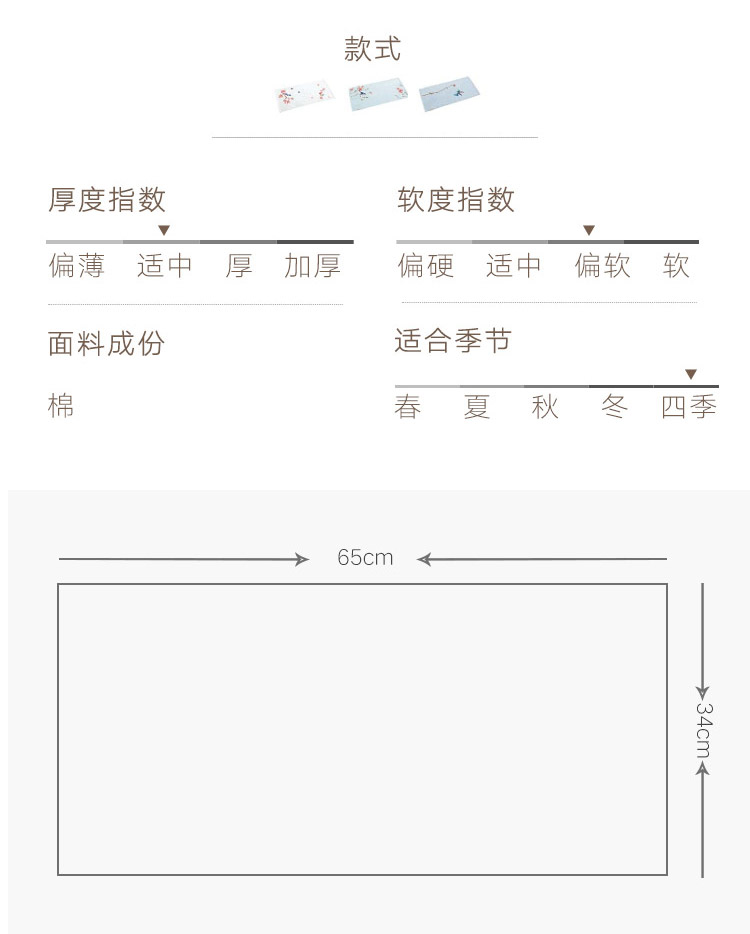 款式
厚度指数
偏薄 适中 厚 加厚
软度指数
偏硬 适中 偏软 软
面料成份
棉
适合季节
春 夏 秋 冬 四季
65cm
34cm